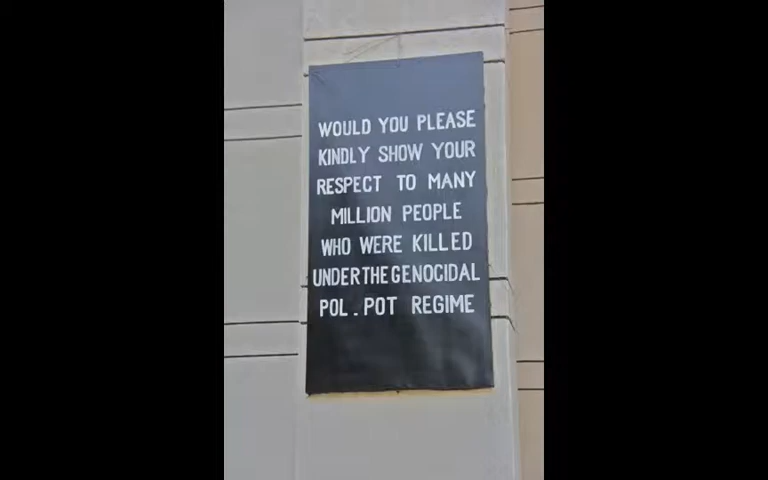 WOULD YOU PLEASE
KINDLY SHOW YOUR
RESPECT TO MANY
MILLION PEOPLE
WHO WERE KILLED
UNDER THE GENOCIDAL
POL . POT REGIME